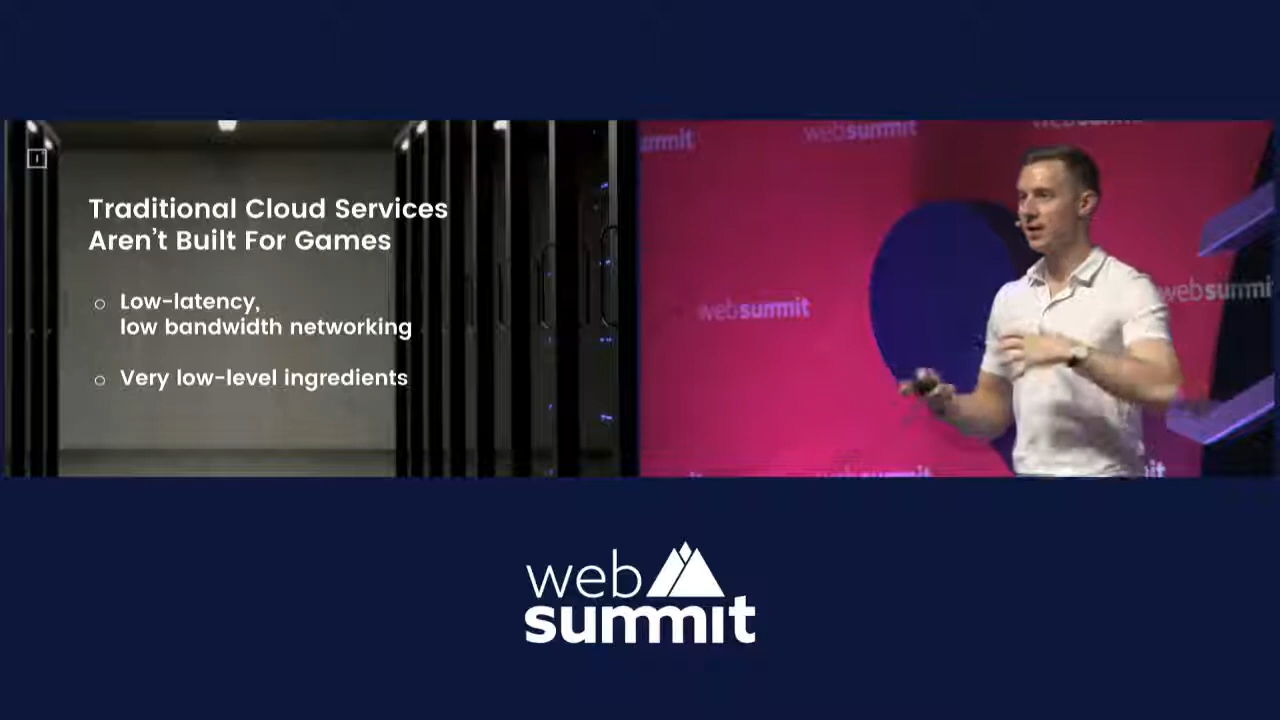 Traditional Cloud Services
Aren't Built For Games
Low-latency,
low bandwidth networking
Very low-level ingredients
websummit
websummit
websummit
web
summit